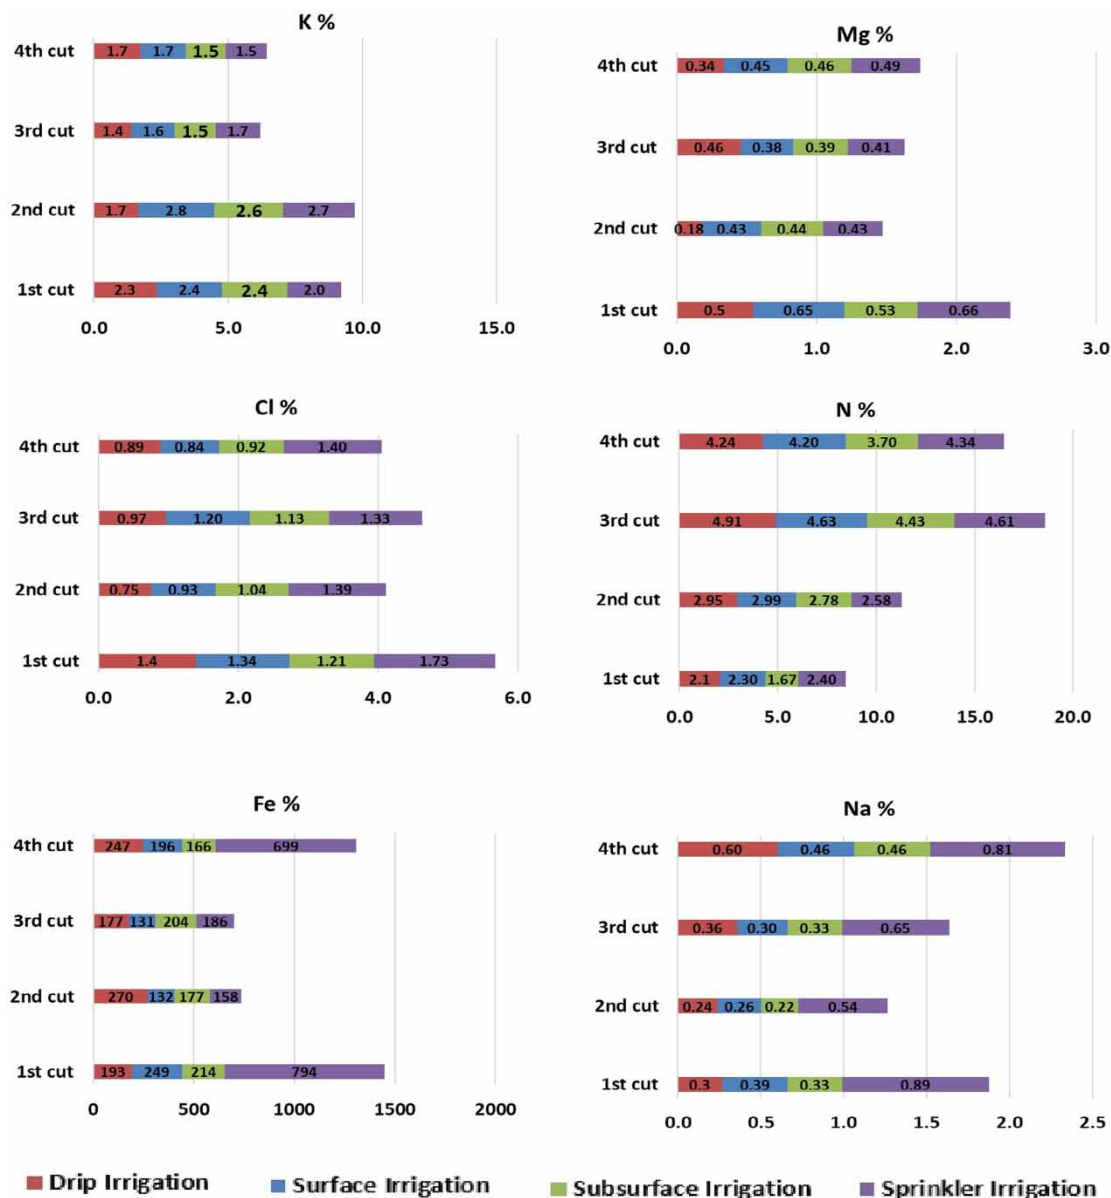 K %
4th cut 1.7 1.7 1.5 1.5
3rd cut 1.4 1.6 1.5 1.7
2nd cut 1.7 2.8 2.6 2.7
1st cut 2.3 2.4 2.4 2.0
0.0 5.0 10.0 15.0
Mg %
4th cut 0.34 0.45 0.46 0.49
3rd cut 0.46 0.38 0.39 0.41
2nd cut 0.18 0.43 0.44 0.43
1st cut 0.5 0.65 0.53 0.66
0.0 1.0 2.0 3.0
Cl %
4th cut 0.89 0.84 0.92 1.40
3rd cut 0.97 1.20 1.13 1.33
2nd cut 0.75 0.93 1.04 1.39
1st cut 1.4 1.34 1.21 1.73
0.0 2.0 4.0 6.0
N %
4th cut 4.24 4.20 3.70 4.34
3rd cut 4.91 4.63 4.43 4.61
2nd cut 2.95 2.99 2.78 2.58
1st cut 2.1 2.30 1.67 2.40
0.0 5.0 10.0 15.0 20.0
Fe %
4th cut 247 196 166 699
3rd cut 177 131 204 186
2nd cut 270 132 177 158
1st cut 193 249 214 794
0 500 1000 1500 2000
Na %
4th cut 0.60 0.46 0.46 0.81
3rd cut 0.36 0.30 0.33 0.65
2nd cut 0.24 0.26 0.22 0.54
1st cut 0.3 0.39 0.33 0.89
0.0 0.5 1.0 1.5 2.0 2.5
Drip Irrigation Surface Irrigation Subsurface Irrigation Sprinkler Irrigation